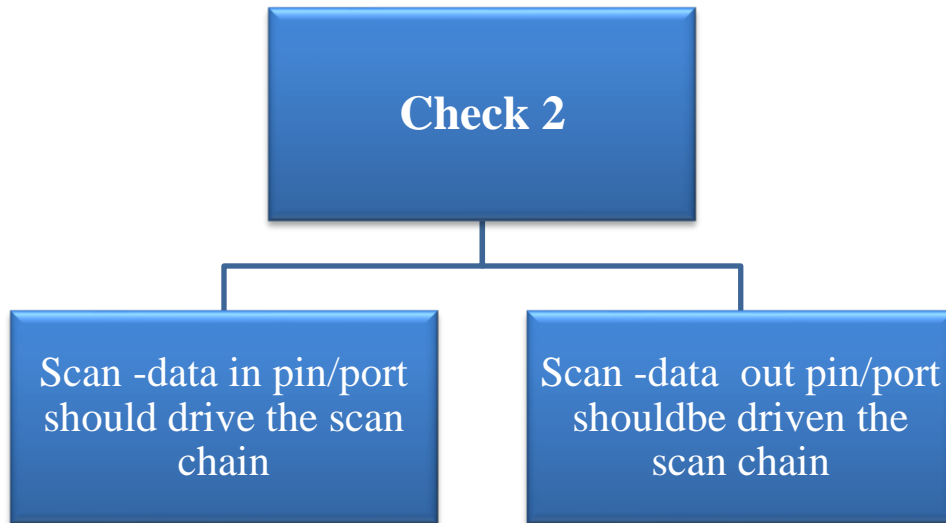 Check 2
Scan -data in pin/port
should drive the scan
chain
Scan -data  out pin/port
shouldbe driven the
scan chain